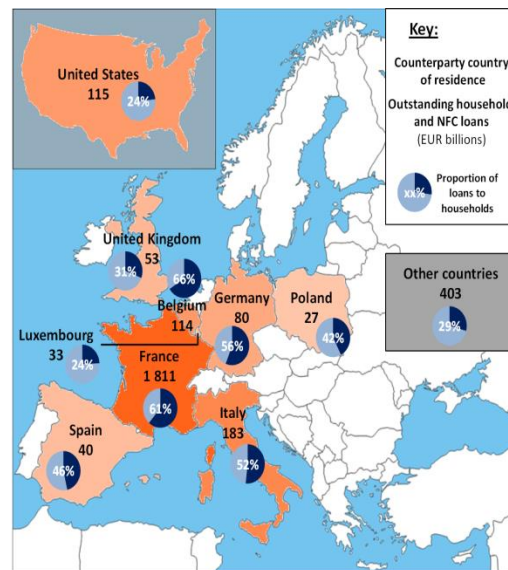 United States
115
24%
Key:
Counterparty country
of residence
Outstanding household
and NFC loans
(EUR billions)
xx%
Proportion of
loans to
households
United Kingdom
53
31%
66%
Belgium
114
Germany
80
56%
Poland
27
42%
Other countries
403
29%
Luxembourg
33
24%
France
1 811
61%
Italy
183
52%
Spain
40
46%